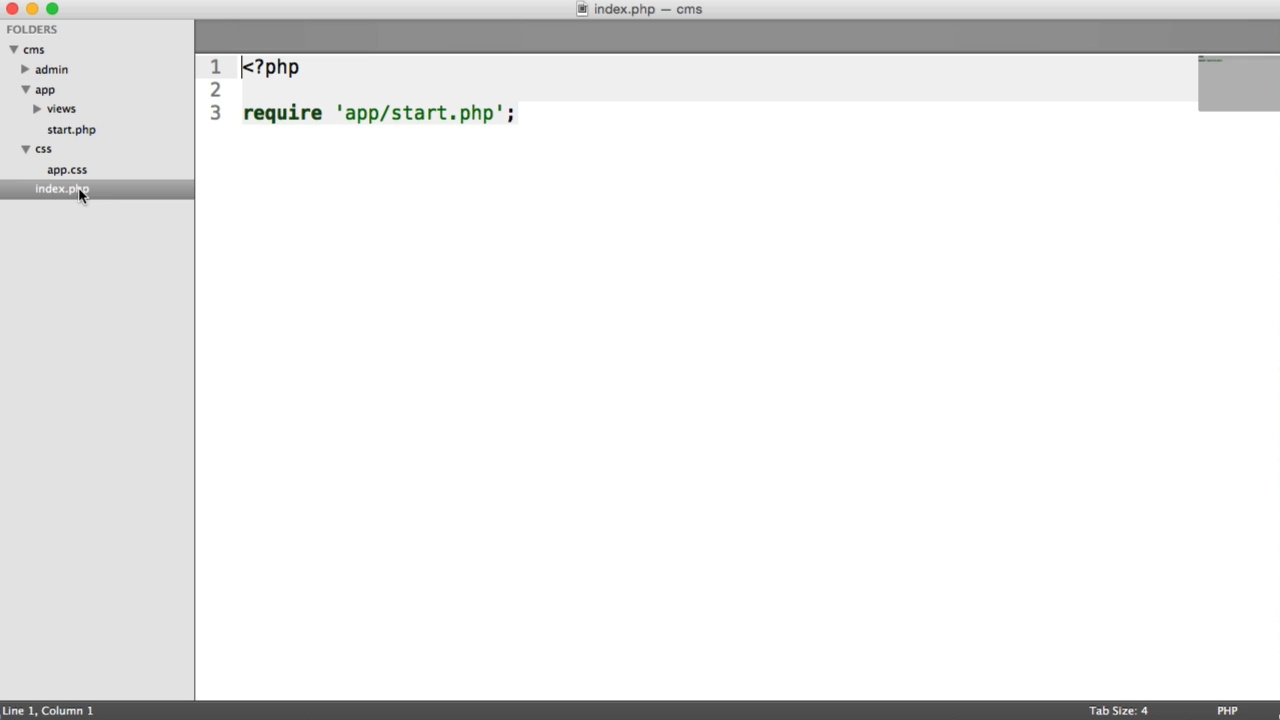 index.php — cms
FOLDERS
cms
admin
app
views
start.php
css
app.css
index.php
1 <?php
2
3 require 'app/start.php';
Line 1, Column 1
Tab Size: 4
PHP